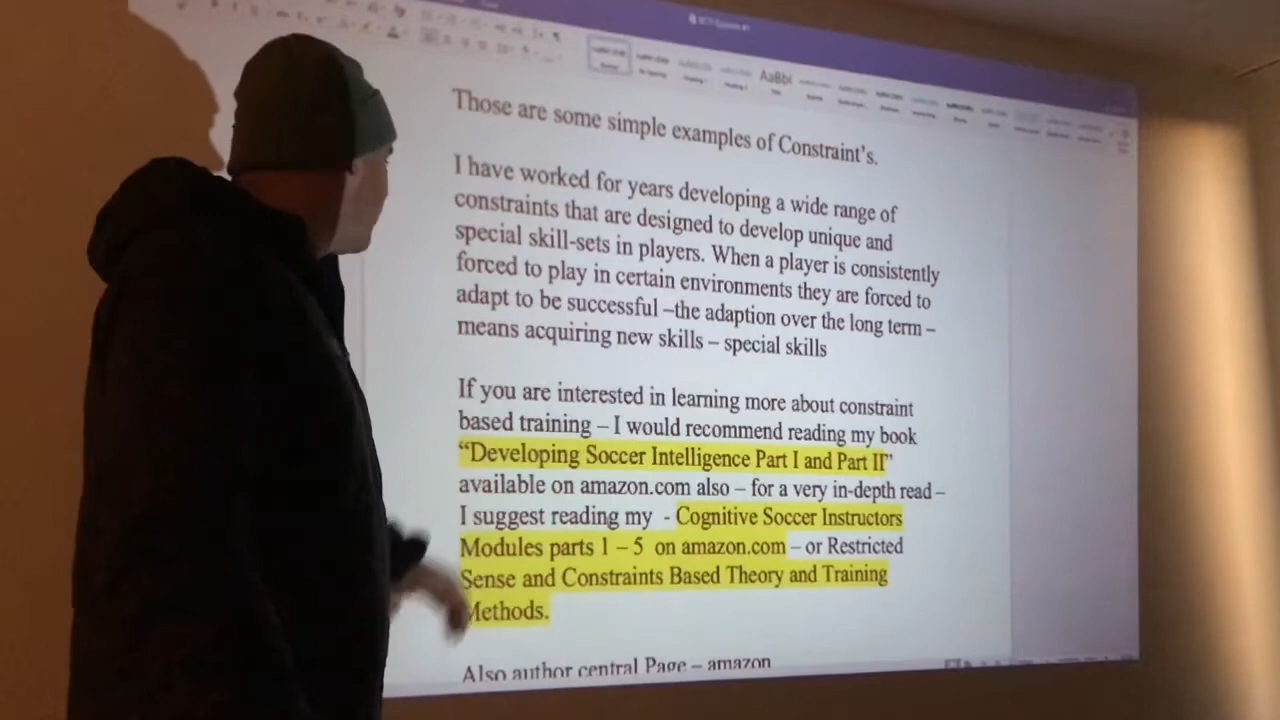 AaBbI
Those are some simple examples of Constraint's.
I have worked for years developing a wide range of
constraints that are designed to develop unique and
special skill-sets in players. When a player is consistently
forced to play in certain environments they are forced to
adapt to be successful –the adaption over the long term –
means acquiring new skills – special skills
If you are interested in learning more about constraint
based training – I would recommend reading my book
“Developing Soccer Intelligence Part I and Part II”
available on amazon.com also – for a very in-depth read –
I suggest reading my - Cognitive Soccer Instructors
Modules parts 1 – 5 on amazon.com – or Restricted
Sense and Constraints Based Theory and Training
Methods.
Also author central Page – amazon